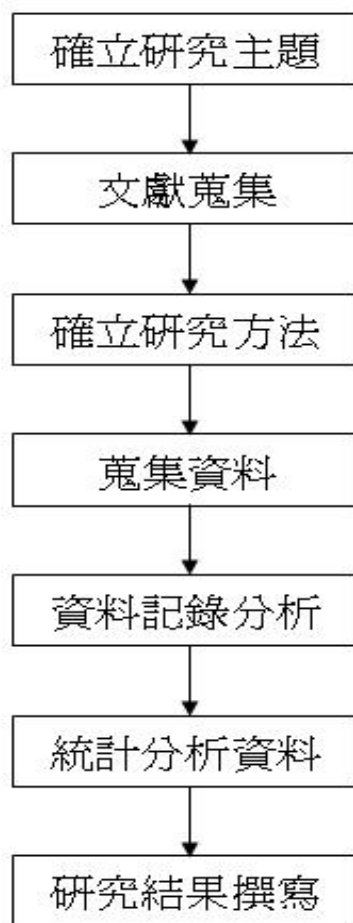 確立研究主題
文獻蒐集
確立研究方法
蒐集資料
資料記錄分析
統計分析資料
研究結果撰寫